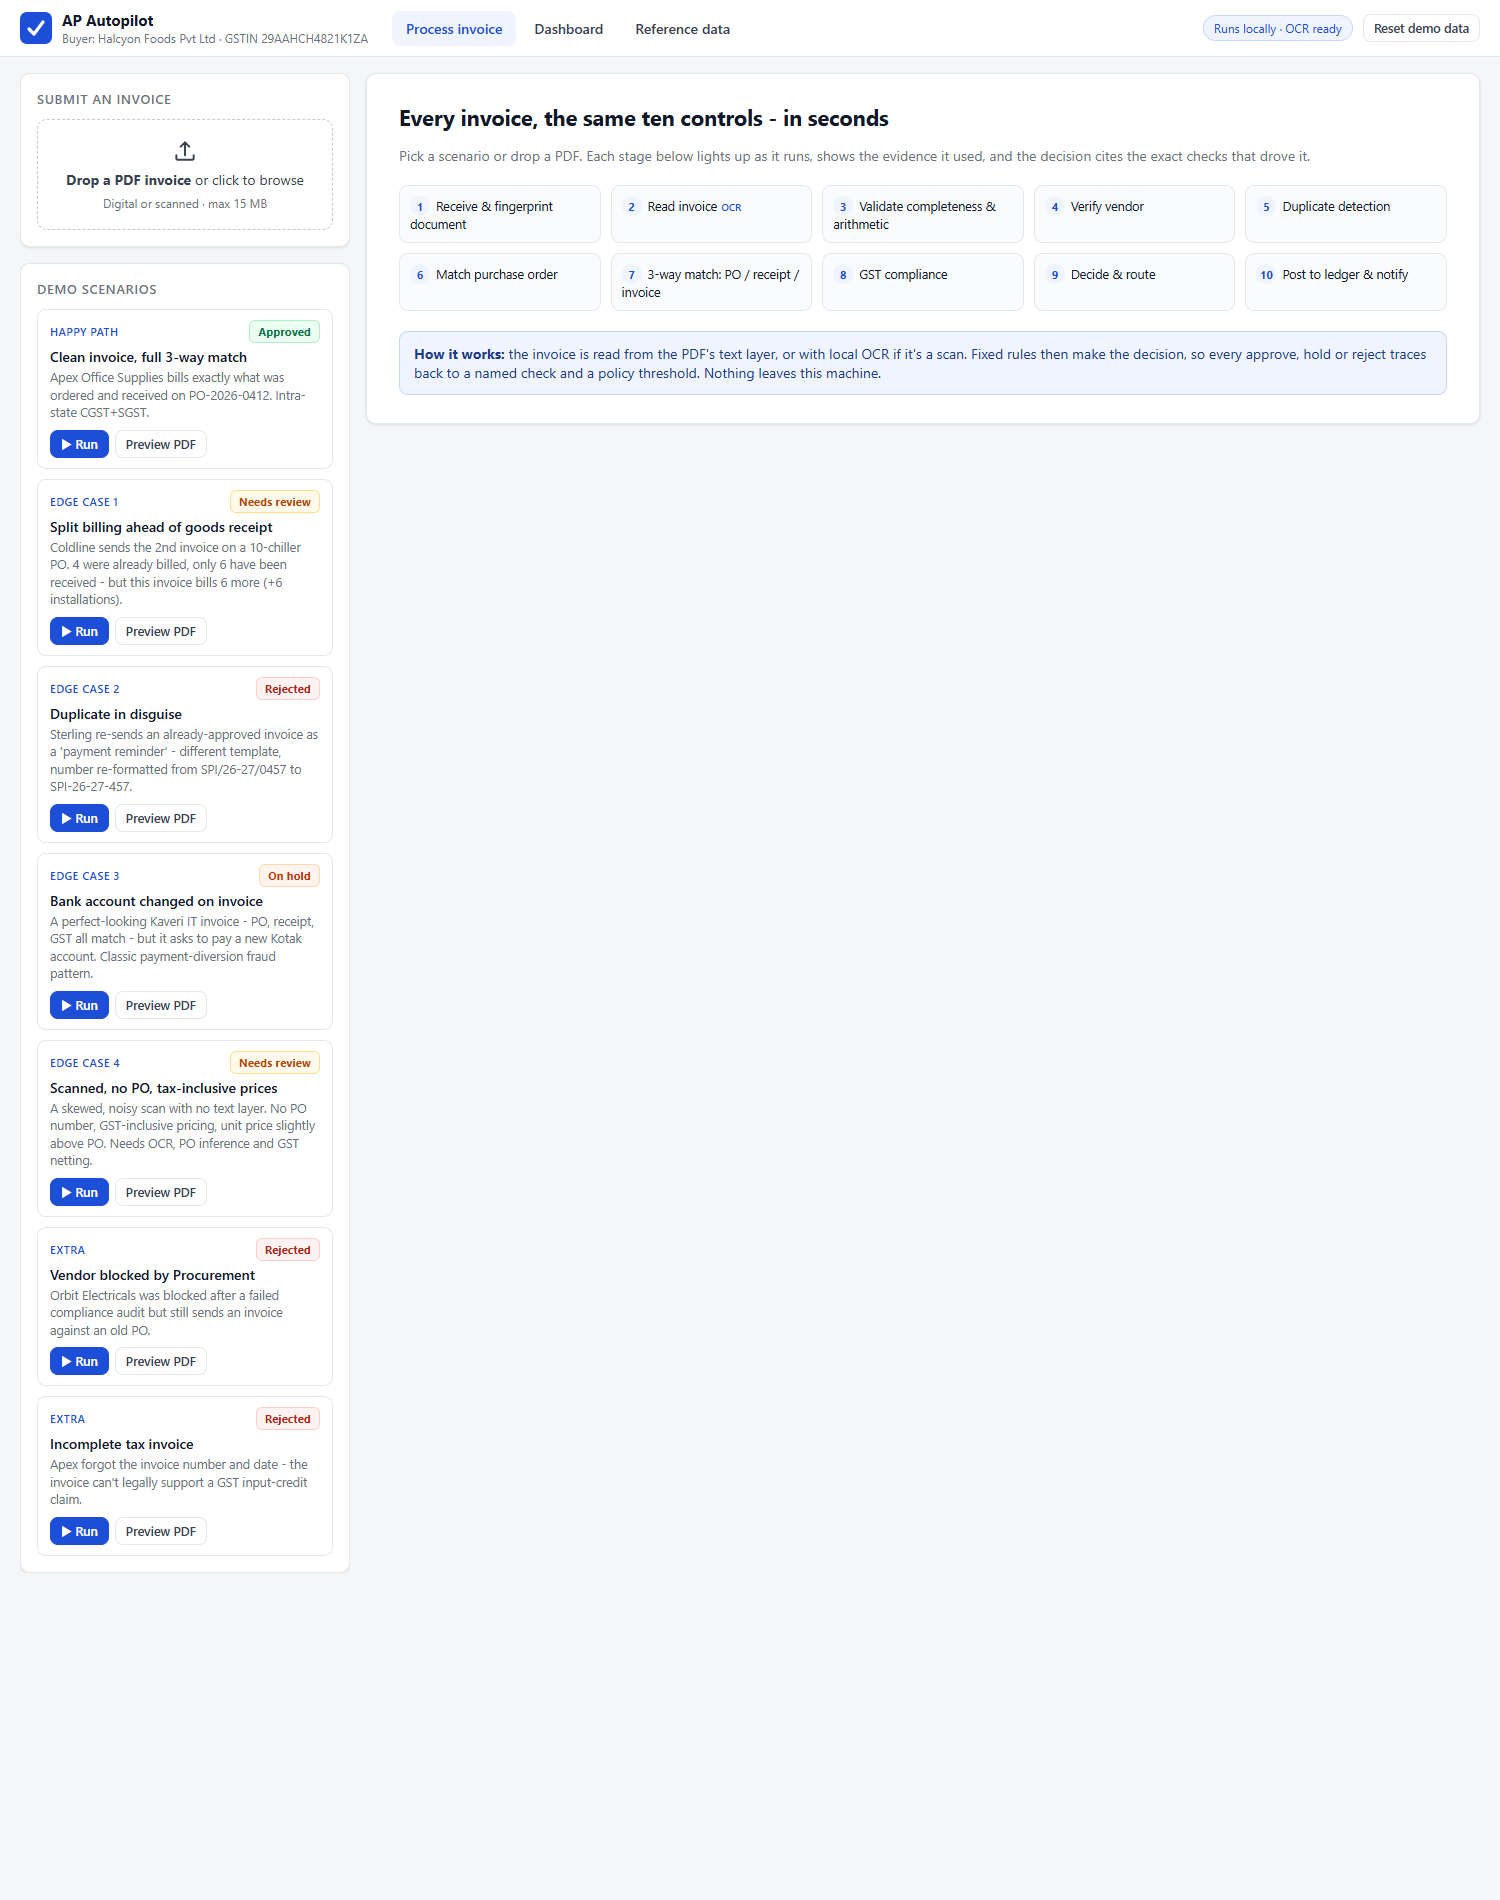 AP Autopilot
Buyer: Halcyon Foods Pvt Ltd · GSTIN 29AAHCH4821K1ZA
Process invoice
Dashboard
Reference data
Runs locally · OCR ready
Reset demo data
SUBMIT AN INVOICE
Drop a PDF invoice or click to browse
Digital or scanned · max 15 MB
DEMO SCENARIOS
HAPPY PATH
Approved
Clean invoice, full 3-way match
Apex Office Supplies bills exactly what was
ordered and received on PO-2026-0412. Intra-
state CGST+SGST.
▶ Run
Preview PDF
EDGE CASE 1
Needs review
Split billing ahead of goods receipt
Coldline sends the 2nd invoice on a 10-chiller
PO. 4 were already billed, only 6 have been
received - but this invoice bills 6 more (+6
installations).
▶ Run
Preview PDF
EDGE CASE 2
Rejected
Duplicate in disguise
Sterling re-sends an already-approved invoice as
a 'payment reminder' - different template,
number re-formatted from SPI/26-27/0457 to
SPI-26-27-457.
▶ Run
Preview PDF
EDGE CASE 3
On hold
Bank account changed on invoice
A perfect-looking Kaveri IT invoice - PO, receipt,
GST all match - but it asks to pay a new Kotak
account. Classic payment-diversion fraud
pattern.
▶ Run
Preview PDF
EDGE CASE 4
Needs review
Scanned, no PO, tax-inclusive prices
A skewed, noisy scan with no text layer. No PO
number, GST-inclusive pricing, unit price slightly
above PO. Needs OCR, PO inference and GST
netting.
▶ Run
Preview PDF
EXTRA
Rejected
Vendor blocked by Procurement
Orbit Electricals was blocked after a failed
compliance audit but still sends an invoice
against an old PO.
▶ Run
Preview PDF
EXTRA
Rejected
Incomplete tax invoice
Apex forgot the invoice number and date - the
invoice can't legally support a GST input-credit
claim.
▶ Run
Preview PDF
Every invoice, the same ten controls - in seconds
Pick a scenario or drop a PDF. Each stage below lights up as it runs, shows the evidence it used, and the decision cites the exact checks that drove it.
1 Receive & fingerprint
document
2 Read invoice OCR
3 Validate completeness &
arithmetic
4 Verify vendor
5 Duplicate detection
6 Match purchase order
7 3-way match: PO / receipt /
invoice
8 GST compliance
9 Decide & route
10 Post to ledger & notify
How it works: the invoice is read from the PDF's text layer, or with local OCR if it's a scan. Fixed rules then make the decision, so every approve, hold or reject traces
back to a named check and a policy threshold. Nothing leaves this machine.